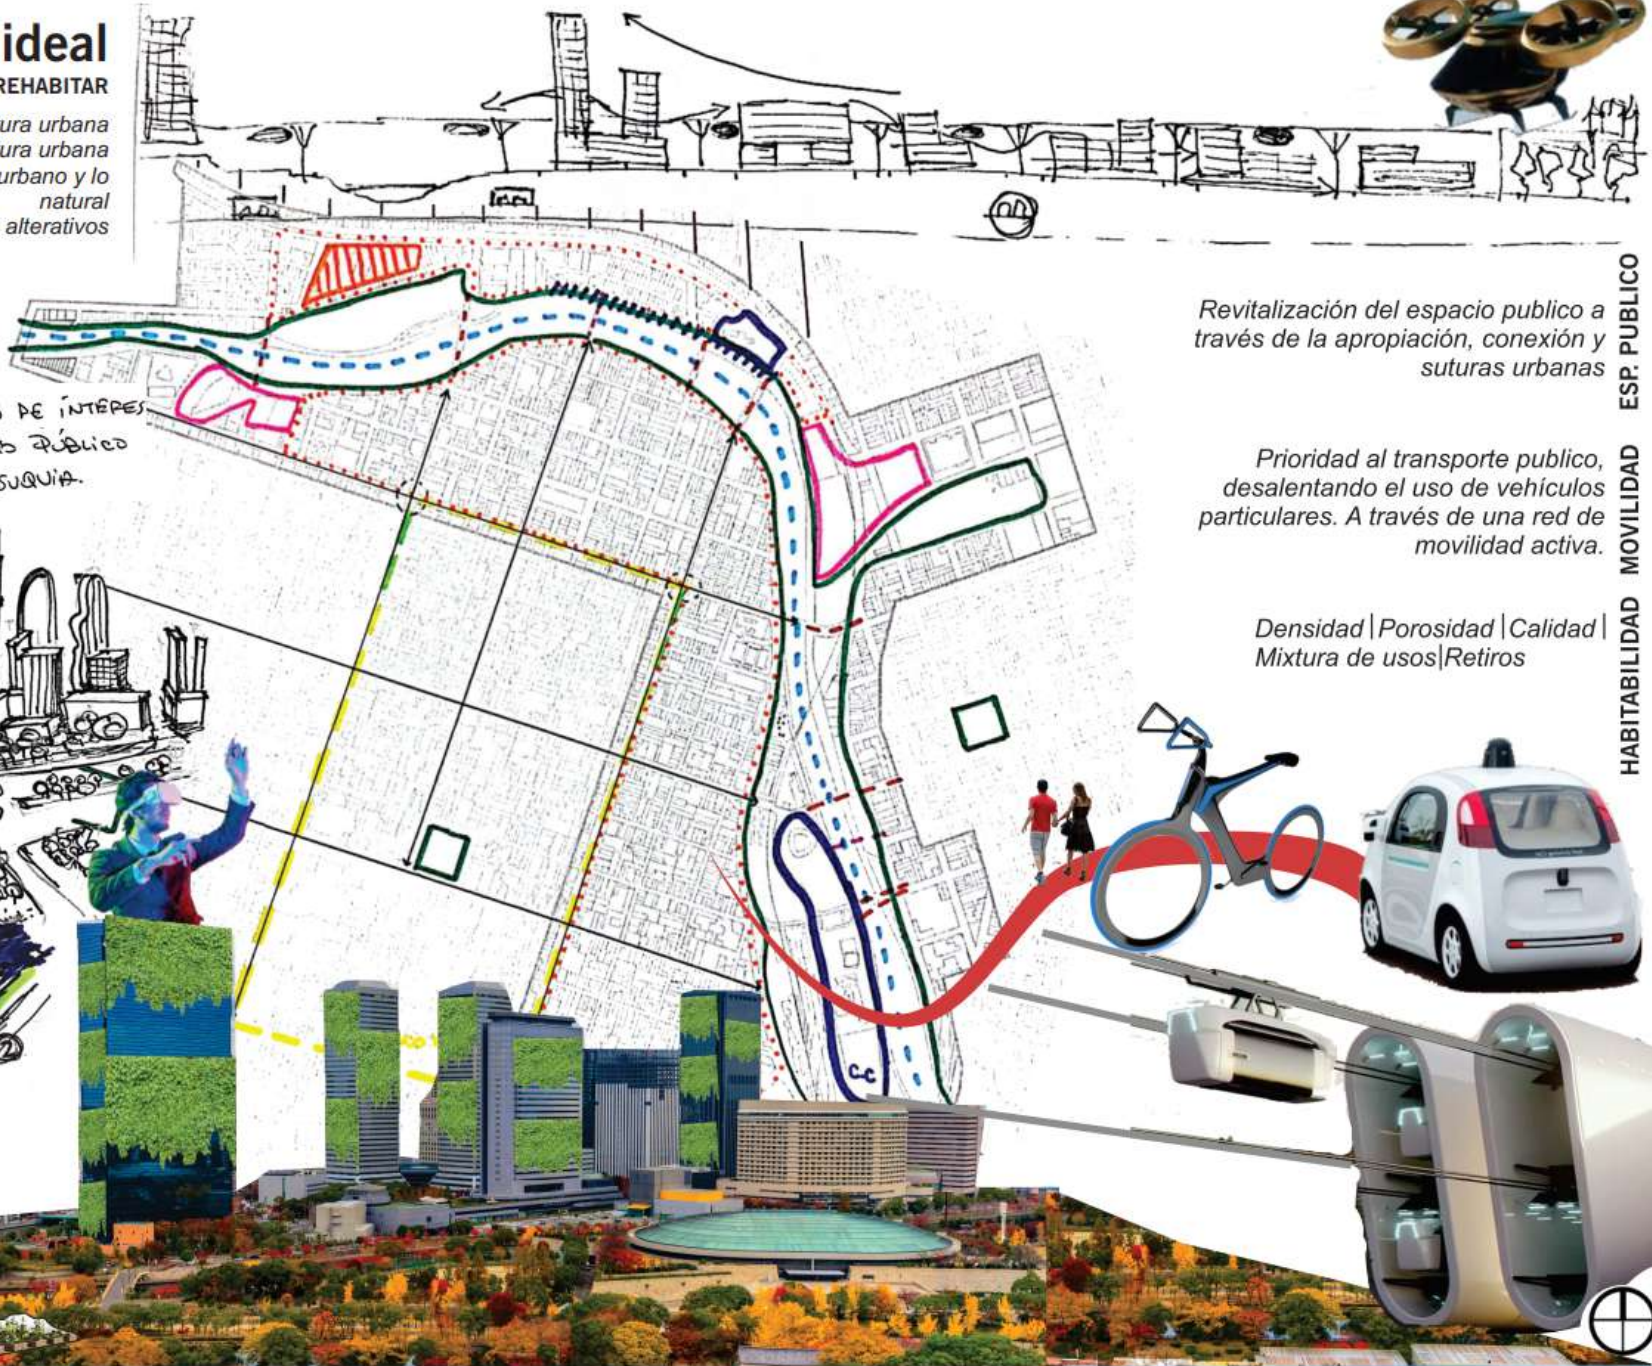 ideal
REHABITAR
ura urbana
ura urbana
urbano y lo
natural
alterativos
DE INTERES
PÚBLICO
SUQUIA.
Revitalización del espacio publico a
través de la apropiación, conexión y
suturas urbanas
ESP. PUBLICO
Prioridad al transporte publico,
desalentando el uso de vehículos
particulares. A través de una red de
movilidad activa.
MOVILIDAD
Densidad|Porosidad|Calidad|
Mixtura de usos|Retiros
HABITABILIDAD
C-C